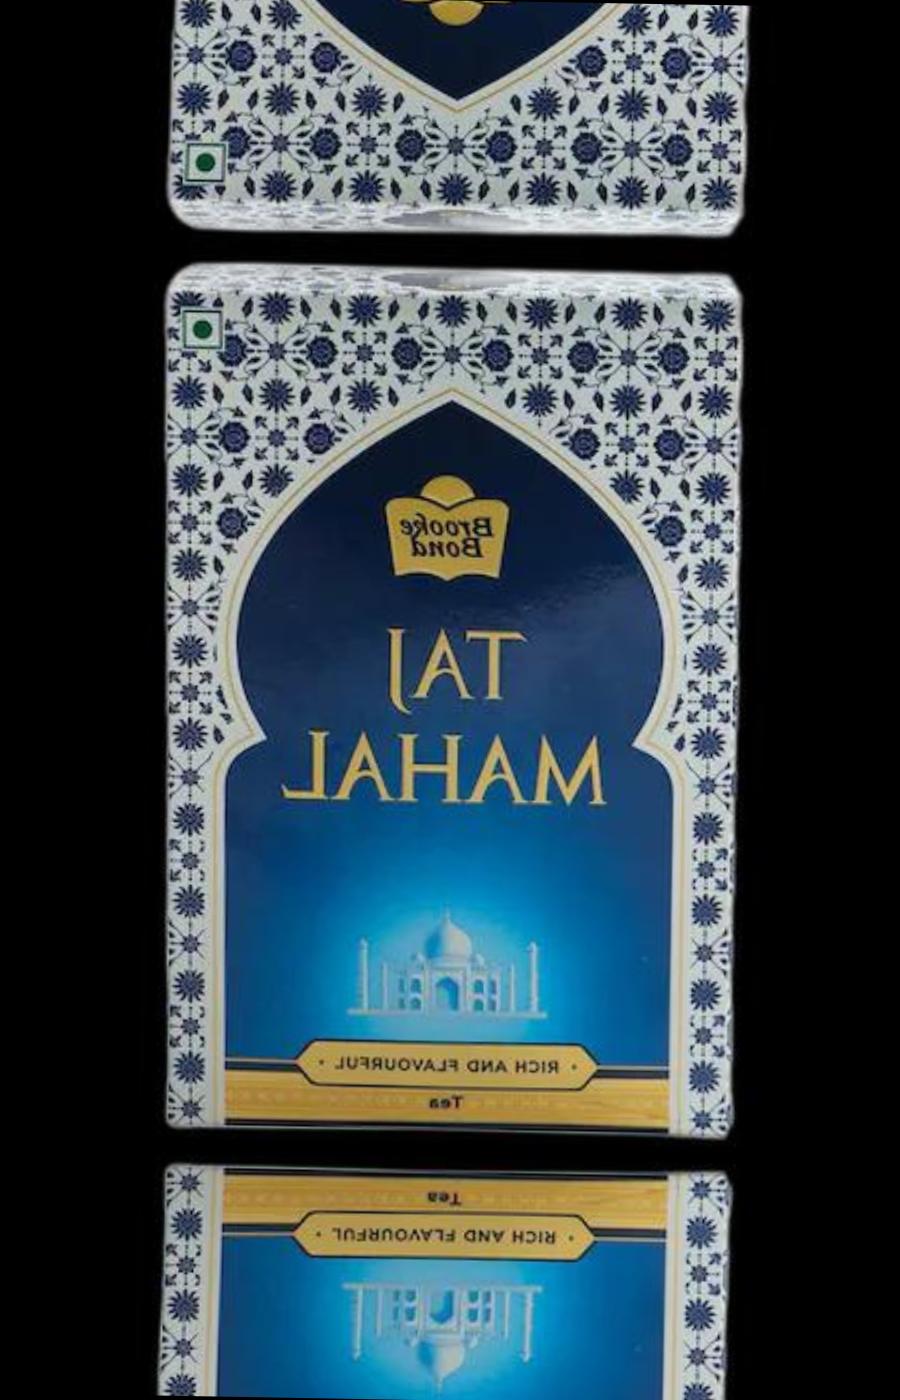 Brooke
Bond
TAJ
MAHAL
• RICH AND FLAVOURFUL •
Tea
Tea
• RICH AND FLAVOURFUL •